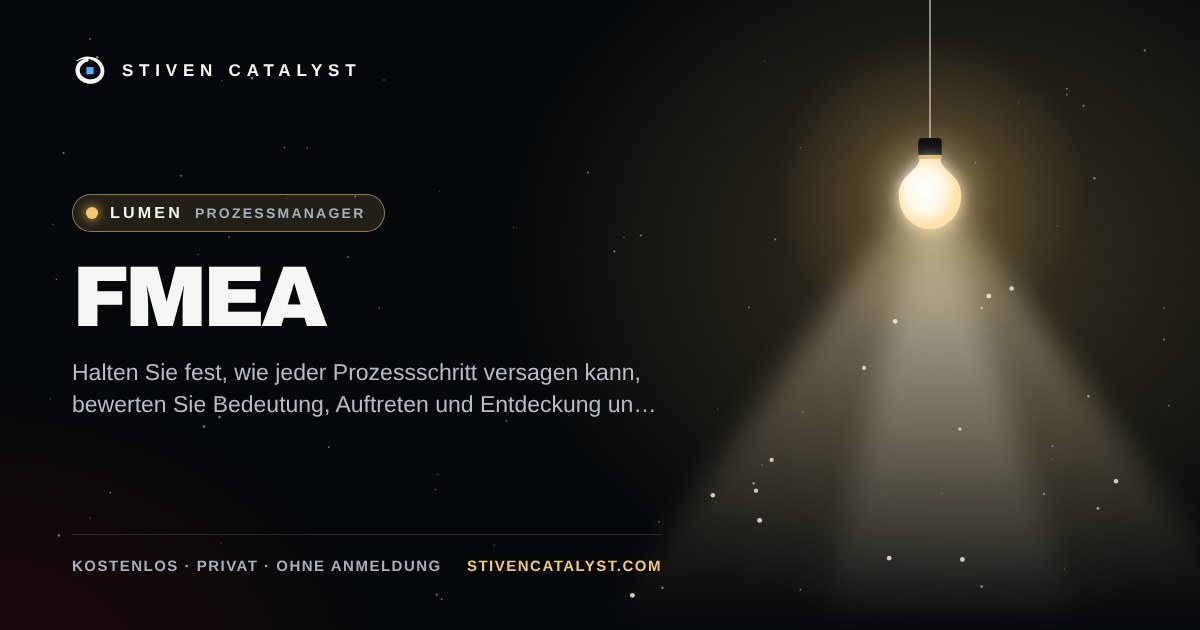 STIVEN CATALYST
LUMEN PROZESSMANAGER
FMEA
Halten Sie fest, wie jeder Prozessschritt versagen kann,
bewerten Sie Bedeutung, Auftreten und Entdeckung un…
KOSTENLOS · PRIVAT · OHNE ANMELDUNG STIVENCATALYST.COM